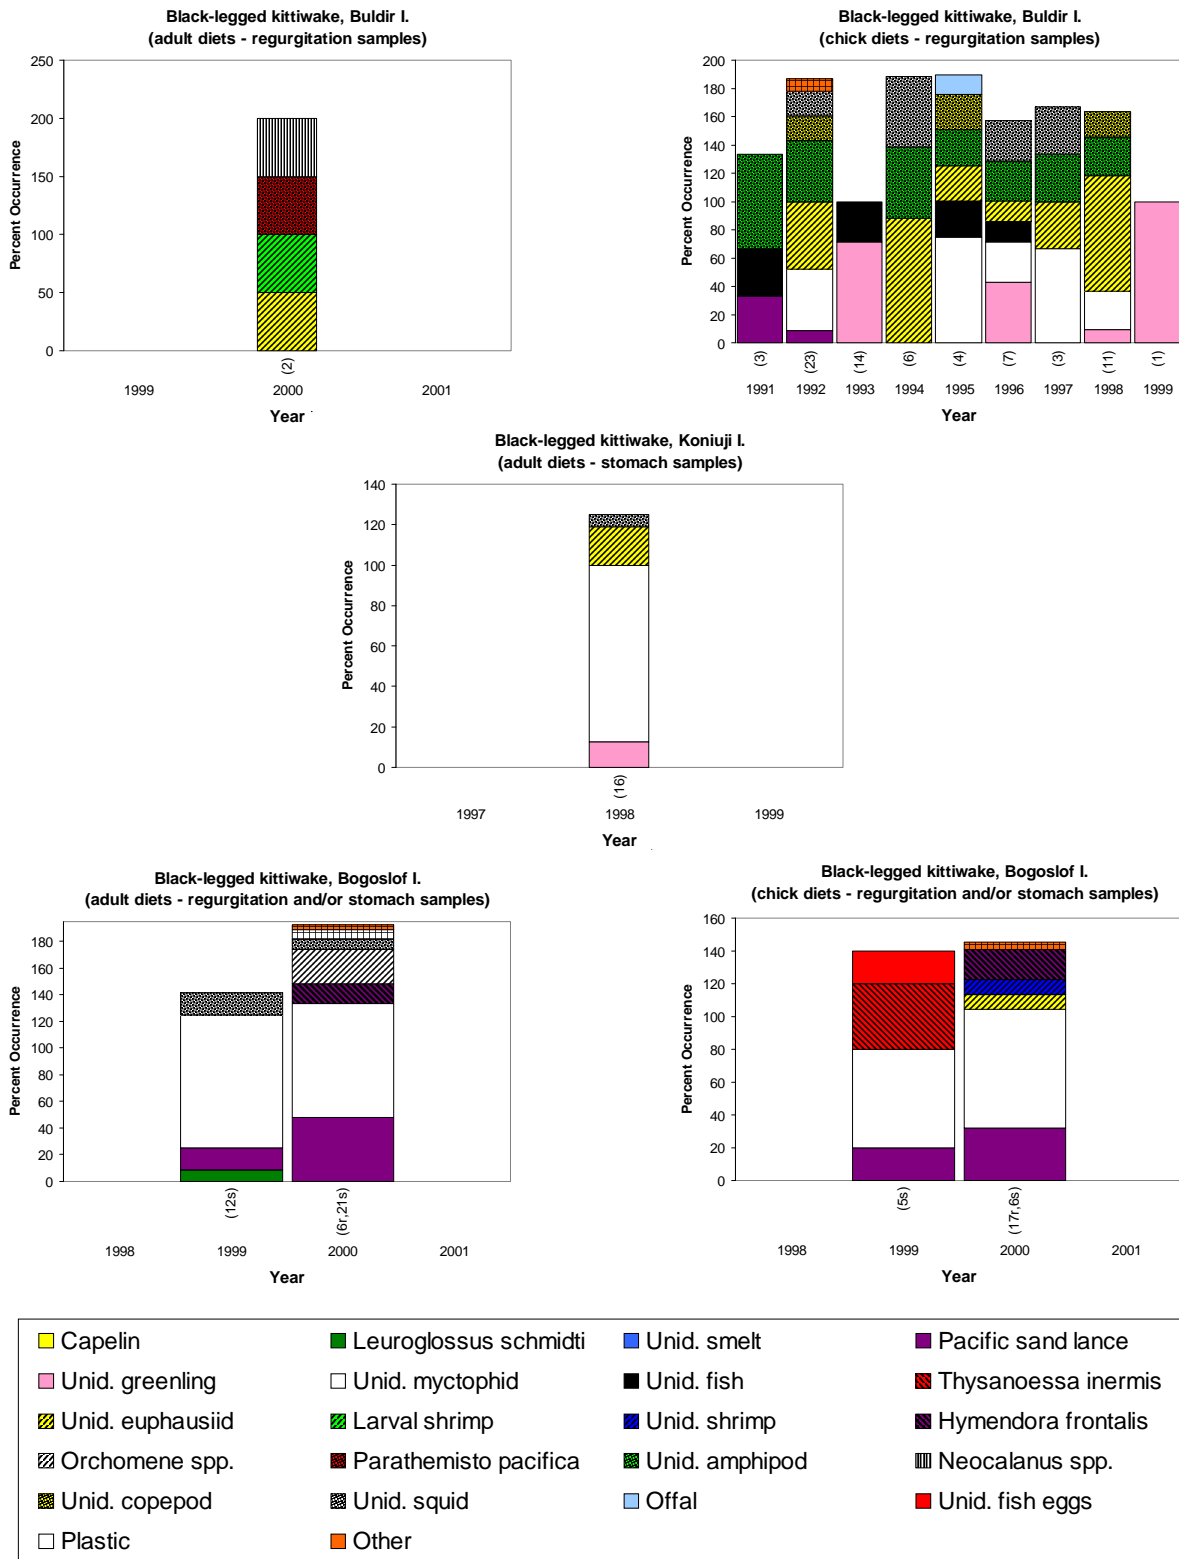 Black-legged kittiwake, Buldir I.
(adult diets - regurgitation samples)
Percent Occurrence
250
200
150
100
50
0
(2)
1999 2000 2001
Year
Black-legged kittiwake, Buldir I.
(chick diets - regurgitation samples)
Percent Occurrence
200
180
160
140
120
100
80
60
40
20
0
(3) (23) (14) (6) (4) (7) (3) (11) (1)
1991 1992 1993 1994 1995 1996 1997 1998 1999
Year
Black-legged kittiwake, Koniuji I.
(adult diets - stomach samples)
Percent Occurrence
140
120
100
80
60
40
20
0
(16)
1997 1998 1999
Year
Black-legged kittiwake, Bogoslof I.
(adult diets - regurgitation and/or stomach samples)
Percent Occurrence
180
160
140
120
100
80
60
40
20
0
(12s) (6r,21s)
1998 1999 2000 2001
Year
Black-legged kittiwake, Bogoslof I.
(chick diets - regurgitation and/or stomach samples)
Percent Occurrence
160
140
120
100
80
60
40
20
0
(5s) (17r,6s)
1998 1999 2000 2001
Year
Capelin Leuroglossus schmidti Unid. smelt Pacific sand lance
Unid. greenling Unid. myctophid Unid. fish Thysanoessa inermis
Unid. euphausiid Larval shrimp Unid. shrimp Hymendora frontalis
Orchomene spp. Parathemisto pacifica Unid. amphipod Neocalanus spp.
Unid. copepod Unid. squid Offal Unid. fish eggs
Plastic Other